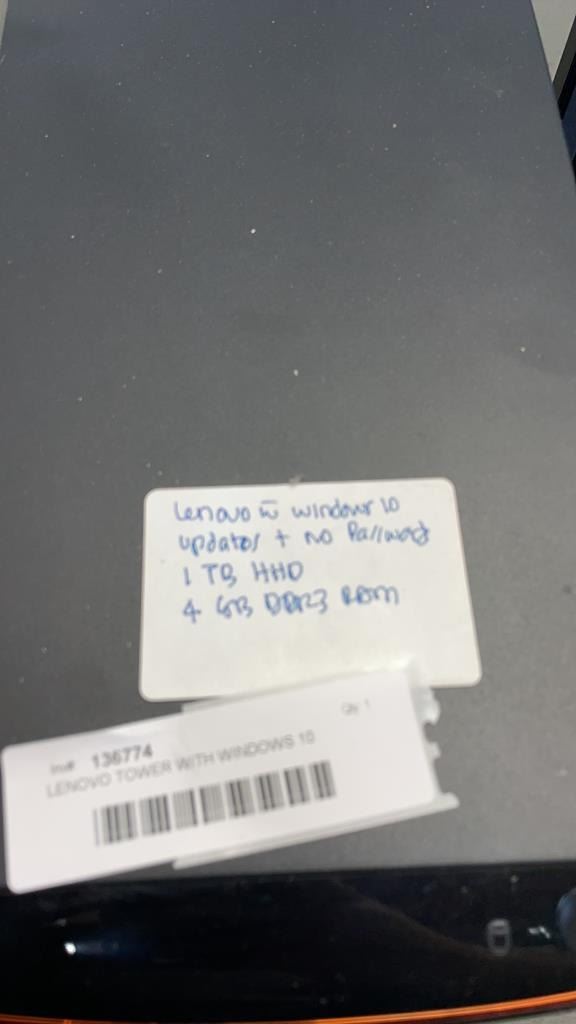 Lenovo w̄ windows 10
updates + no Password
1 TB HHD
4 GB DDR3 RAM
Inv# 136774
Qty 1
LENOVO TOWER WITH WINDOWS 10